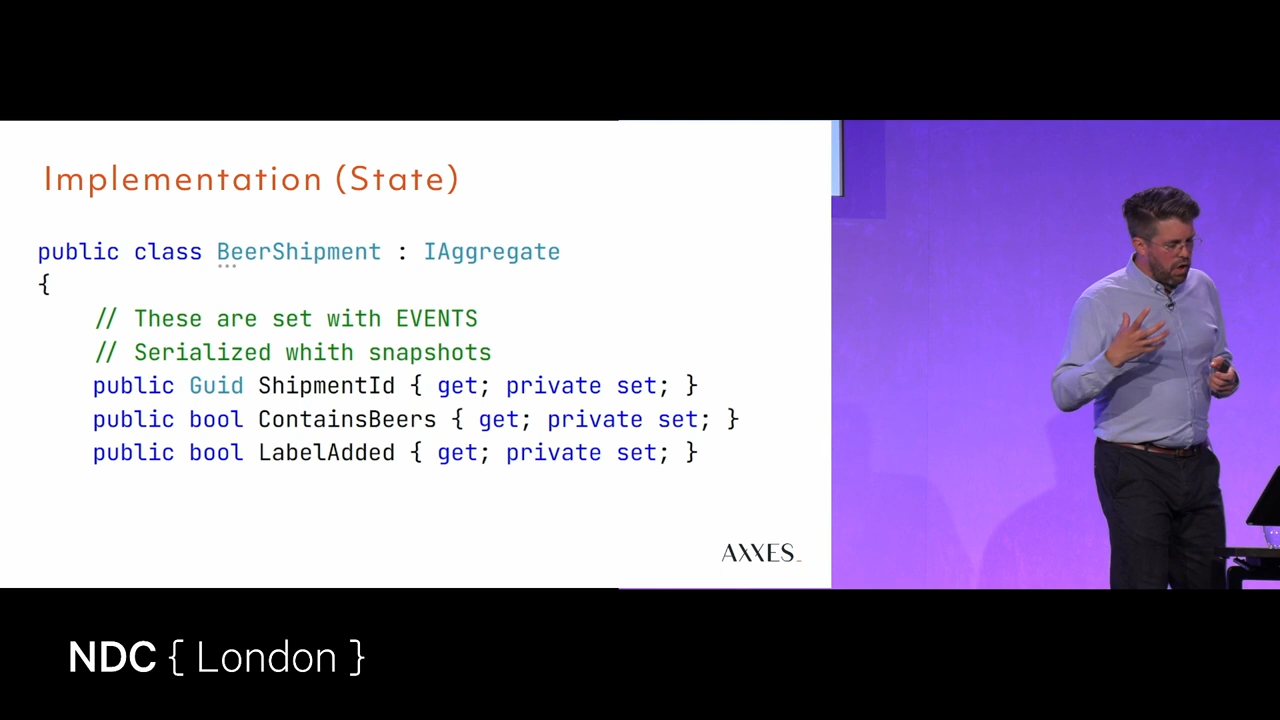 Implementation (State)
public class BeerShipment : IAggregate
{
// These are set with EVENTS
// Serialized whith snapshots
public Guid ShipmentId { get; private set; }
public bool ContainsBeers { get; private set; }
public bool LabelAdded { get; private set; }
AXXES_
NDC { London }